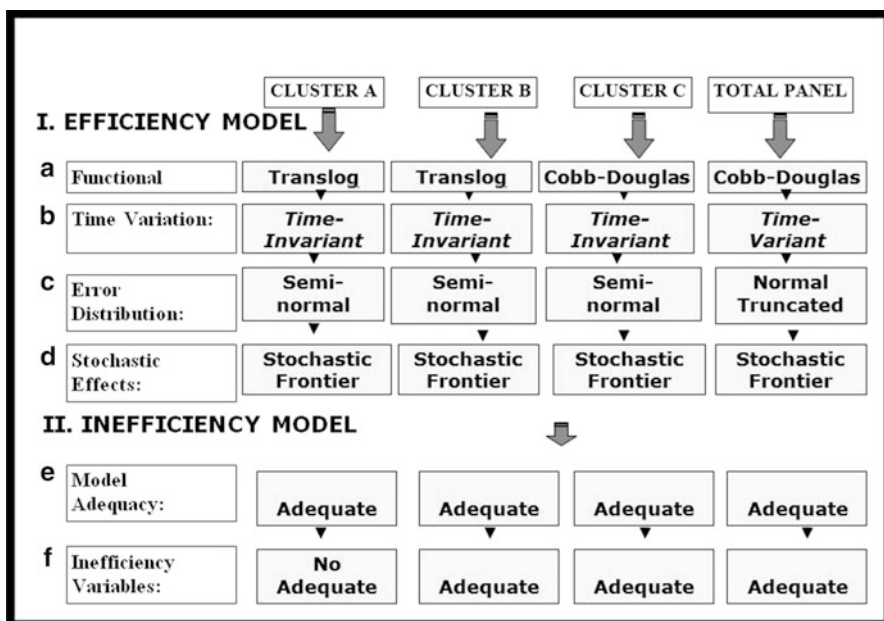 CLUSTER A CLUSTER B CLUSTER C TOTAL PANEL
I. EFFICIENCY MODEL
a Functional Translog Translog Cobb-Douglas Cobb-Douglas
b Time Variation: Time-Invariant Time-Invariant Time-Invariant Time-Variant
c Error Distribution: Semi-normal Semi-normal Semi-normal Normal Truncated
d Stochastic Effects: Stochastic Frontier Stochastic Frontier Stochastic Frontier Stochastic Frontier
II. INEFFICIENCY MODEL
e Model Adequacy: Adequate Adequate Adequate Adequate
f Inefficiency Variables: No Adequate Adequate Adequate Adequate